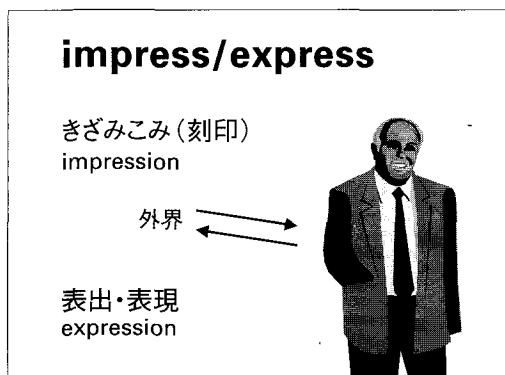 impress/express
きざみこみ（刻印）
impression
外界
表出・表現
expression